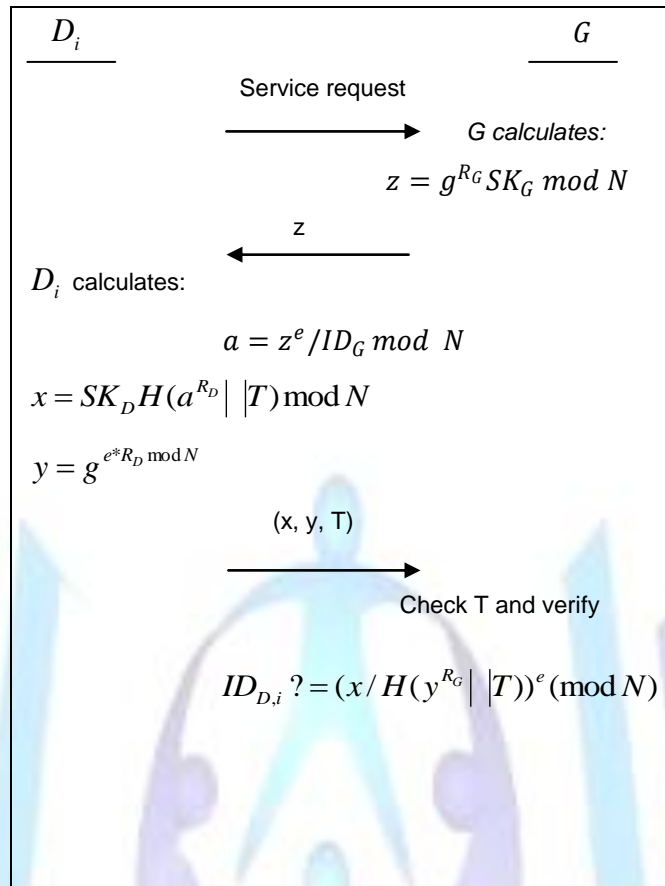 D_i G
Service request
G calculates:
z = g^{R_G} SK_G mod N
z
D_i calculates:
a = z^e / ID_G mod N
x = SK_D H(a^{R_D} | |T) mod N
y = g^{e*R_D mod N}
(x, y, T)
Check T and verify
ID_{D,i} ? = (x / H(y^{R_G} | |T))^e (mod N)